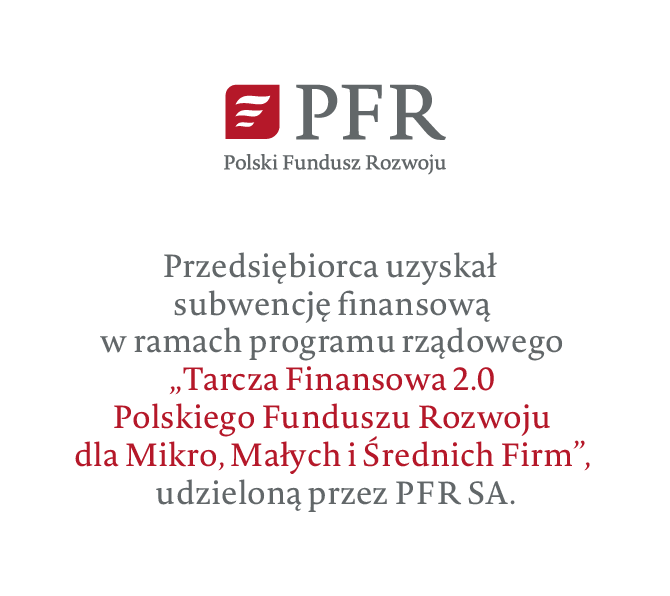 PFR
Polski Fundusz Rozwoju
Przedsiębiorca uzyskał
subwencję finansową
w ramach programu rządowego
„Tarcza Finansowa 2.0
Polskiego Funduszu Rozwoju
dla Mikro, Małych i Średnich Firm”,
udzieloną przez PFR SA.